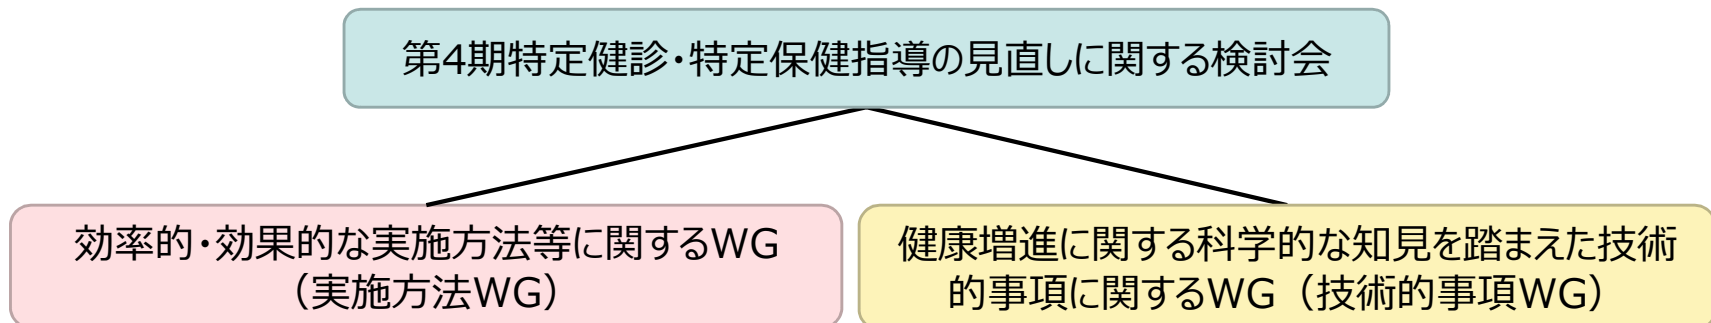 第4期特定健診・特定保健指導の見直しに関する検討会
効率的・効果的な実施方法等に関するWG
（実施方法WG）
健康増進に関する科学的な知見を踏まえた技術
的事項に関するWG（技術的事項WG）